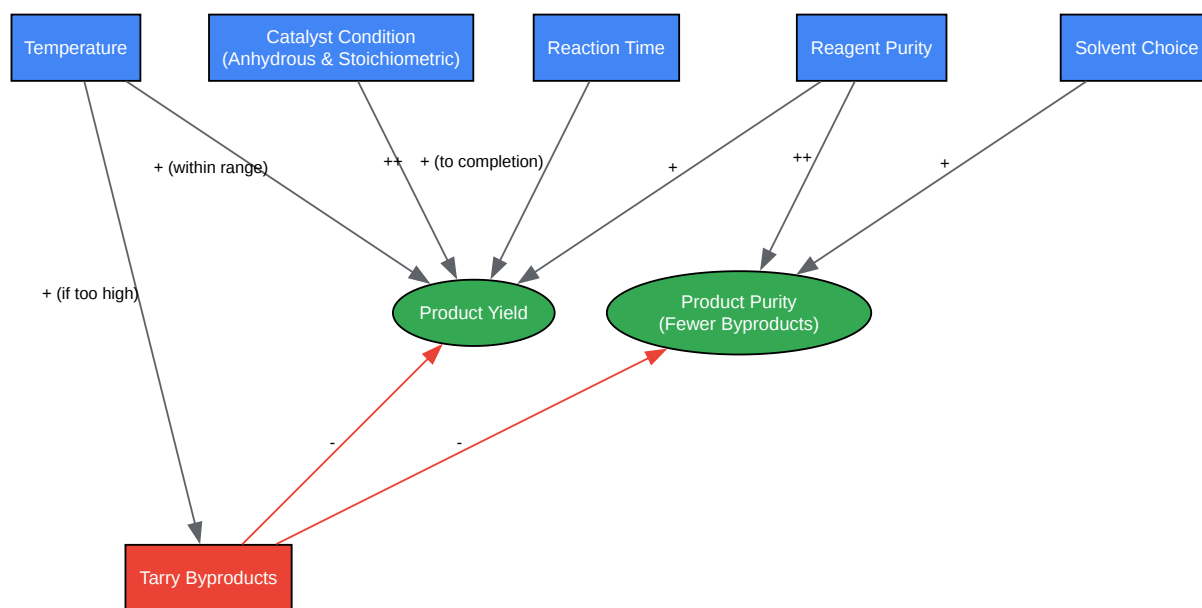 Temperature
Catalyst Condition
(Anhydrous & Stoichiometric)
Reaction Time
Reagent Purity
Solvent Choice
+ (within range)
++
+ (to completion)
+
++
+
+ (if too high)
Product Yield
Product Purity
(Fewer Byproducts)
-
-
Tarry Byproducts